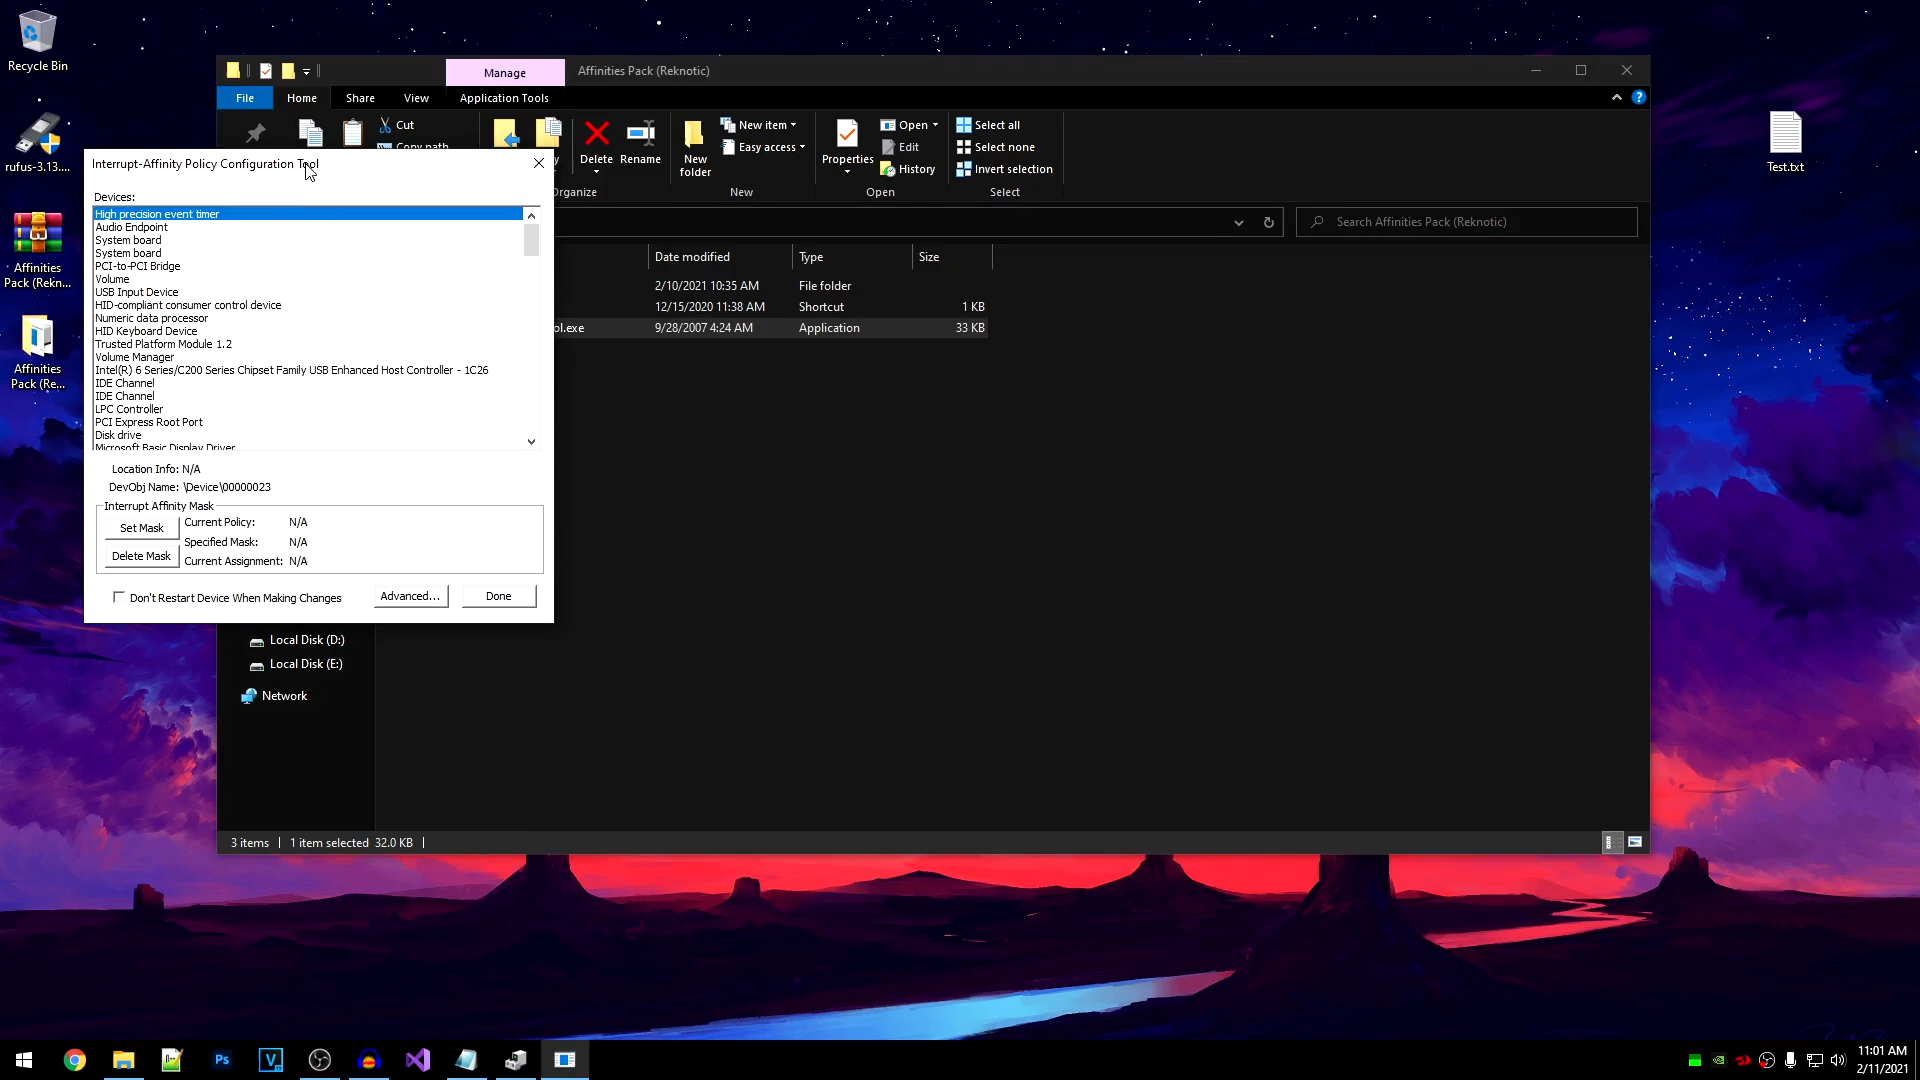 Recycle Bin
rufus-3.13....
Affinities
Pack (Rekn...
Affinities
Pack (Re...
Test.txt
Manage
Affinities Pack (Reknotic)
File
Home
Share
View
Application Tools
Cut
Copy path
Delete
Rename
New
folder
New item
Easy access
Properties
Open
Edit
History
Select all
Select none
Invert selection
Organize
New
Open
Select
Search Affinities Pack (Reknotic)
Date modified
Type
Size
2/10/2021 10:35 AM
File folder
12/15/2020 11:38 AM
Shortcut
1 KB
ol.exe
9/28/2007 4:24 AM
Application
33 KB
Interrupt-Affinity Policy Configuration Tool
Devices:
High precision event timer
Audio Endpoint
System board
System board
PCI-to-PCI Bridge
Volume
USB Input Device
HID-compliant consumer control device
Numeric data processor
HID Keyboard Device
Trusted Platform Module 1.2
Volume Manager
Intel(R) 6 Series/C200 Series Chipset Family USB Enhanced Host Controller - 1C26
IDE Channel
IDE Channel
LPC Controller
PCI Express Root Port
Disk drive
Microsoft Basic Display Driver
Location Info: N/A
DevObj Name: \Device\00000023
Interrupt Affinity Mask
Set Mask
Current Policy: N/A
Specified Mask: N/A
Delete Mask
Current Assignment: N/A
Don't Restart Device When Making Changes
Advanced...
Done
Local Disk (D:)
Local Disk (E:)
Network
3 items
1 item selected 32.0 KB
Ps
V
11:01 AM
2/11/2021